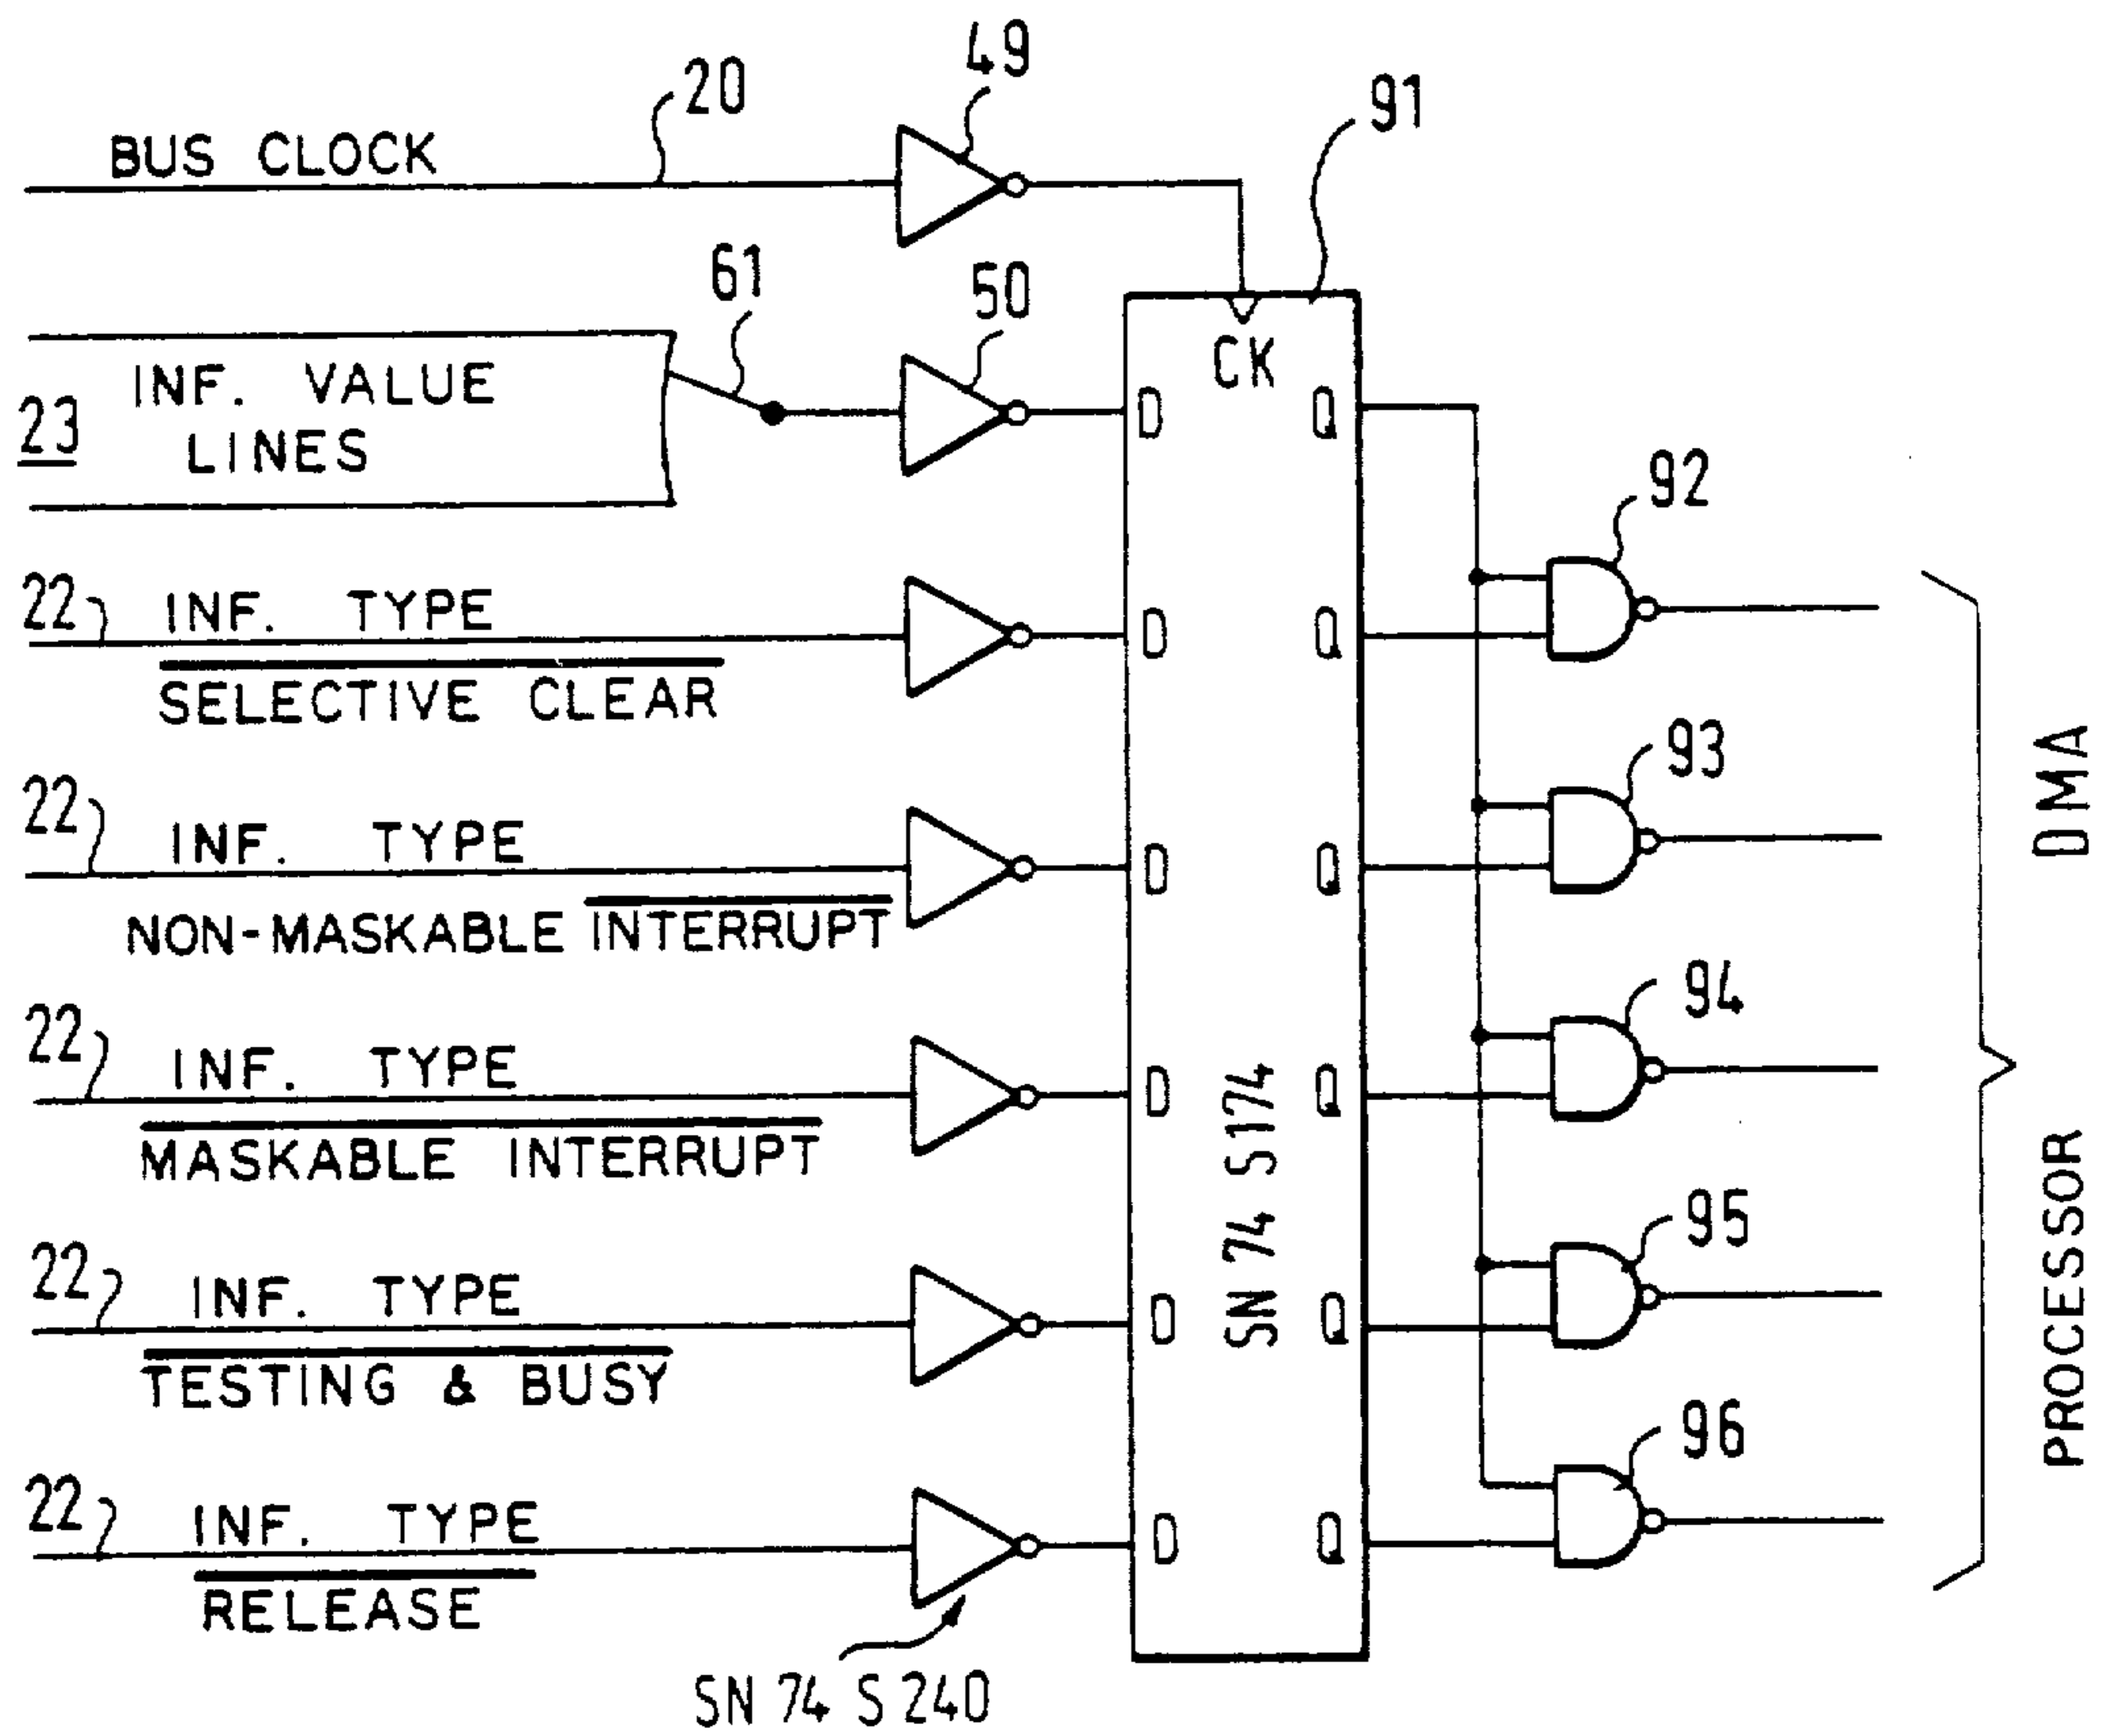 49
20
91
BUS CLOCK
61
50
CK
INF. VALUE
23
LINES
D Q
92
22 INF. TYPE
D Q
SELECTIVE CLEAR
93
22 INF. TYPE
D Q
NON-MASKABLE INTERRUPT
94
22 INF. TYPE
D Q
MASKABLE INTERRUPT
95
22 INF. TYPE
D Q
TESTING & BUSY
96
22 INF. TYPE
D Q
RELEASE
SN 74 S174
SN 74 S 240
DMA
PROCESSOR